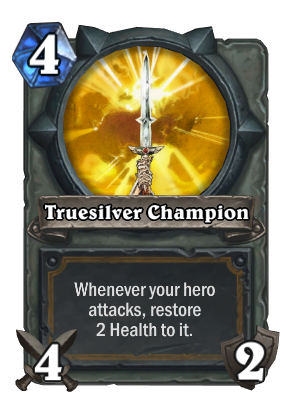 4
Truesilver Champion
Whenever your hero
attacks, restore
2 Health to it.
4
2